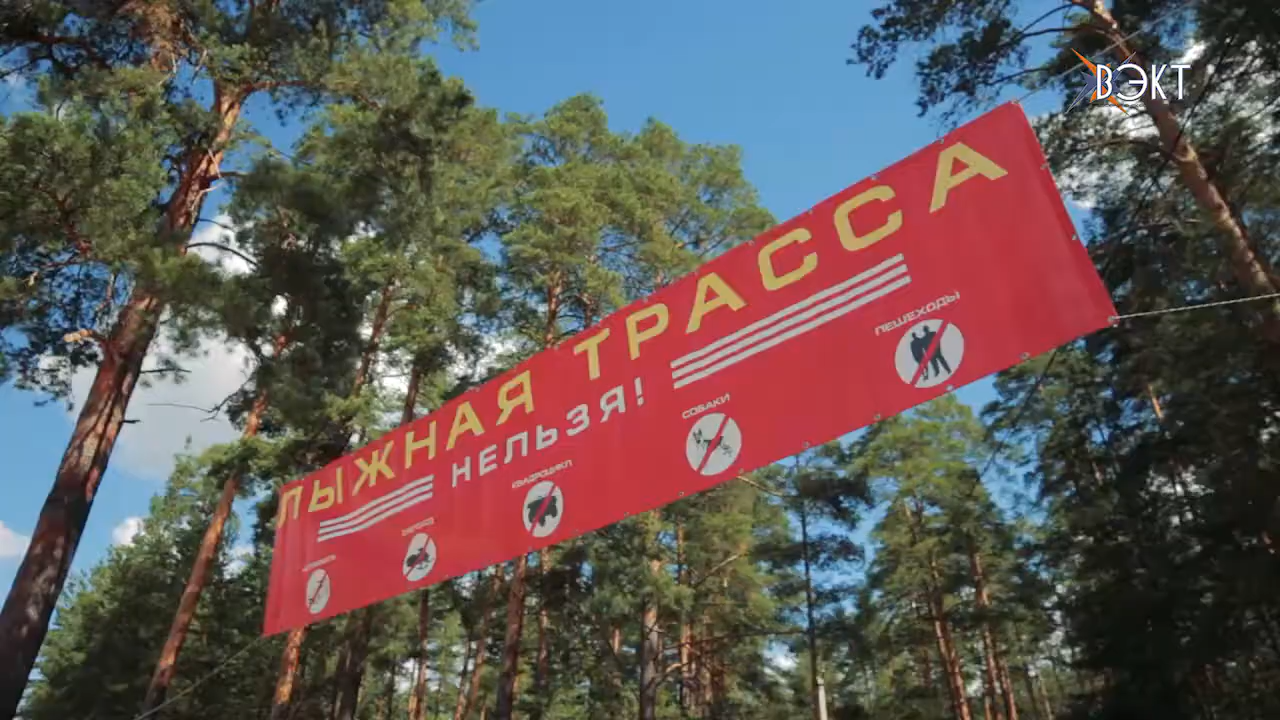 ВЭКТ
ЛЫЖНАЯ ТРАССА
НЕЛЬЗЯ!
КВАДРОЦИКЛ
СОБАКИ
ПЕШЕХОДЫ